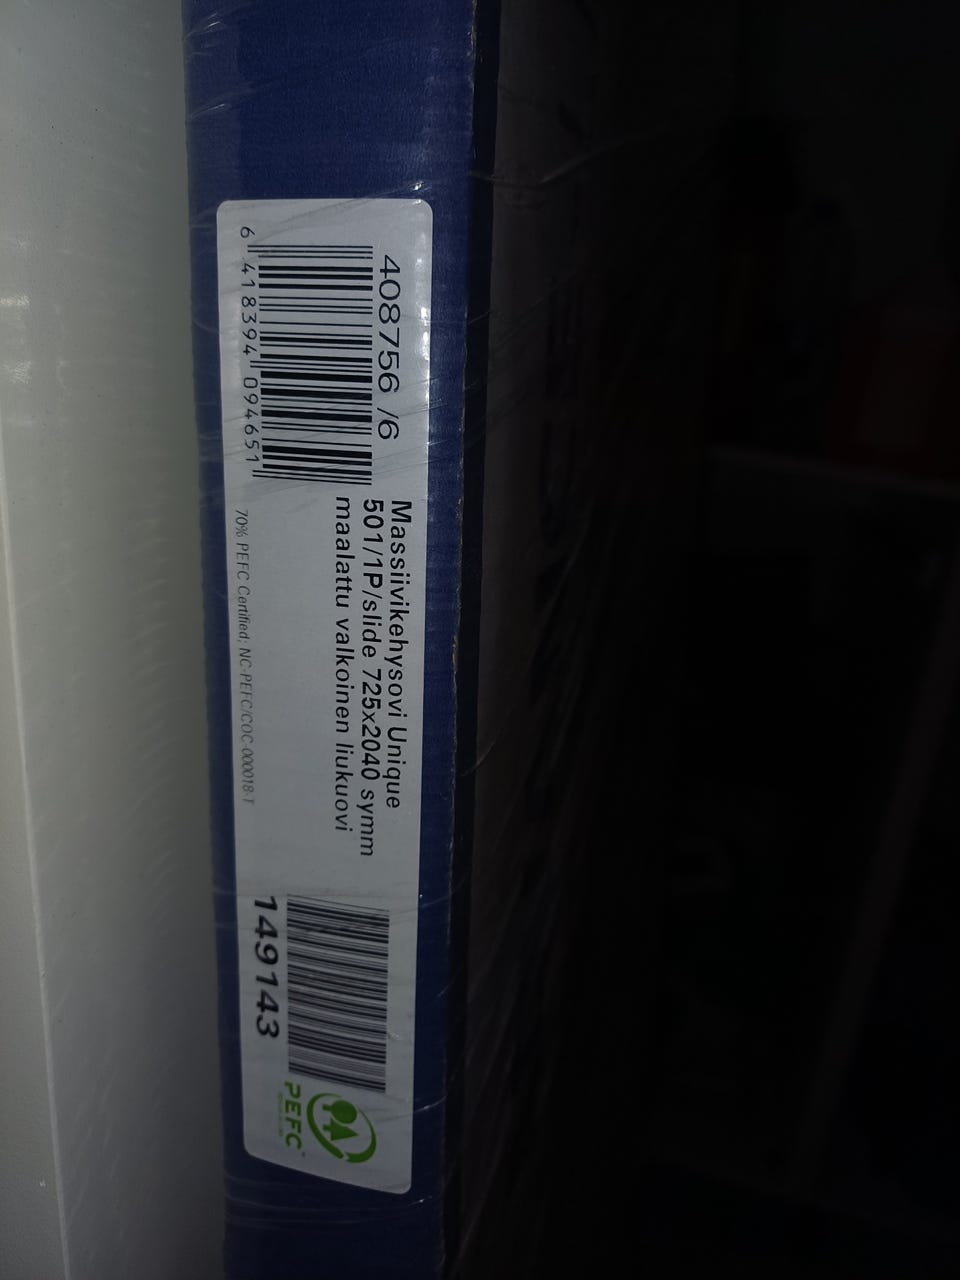 408756 /6
6 418394 094651
Massiivikehysovi Unique
501/1P/slide 725x2040 symm
maalattu valkoinen liukuovi
70% PEFC Certified; NC-PEFC/COC-000018-T
149143
PEFC